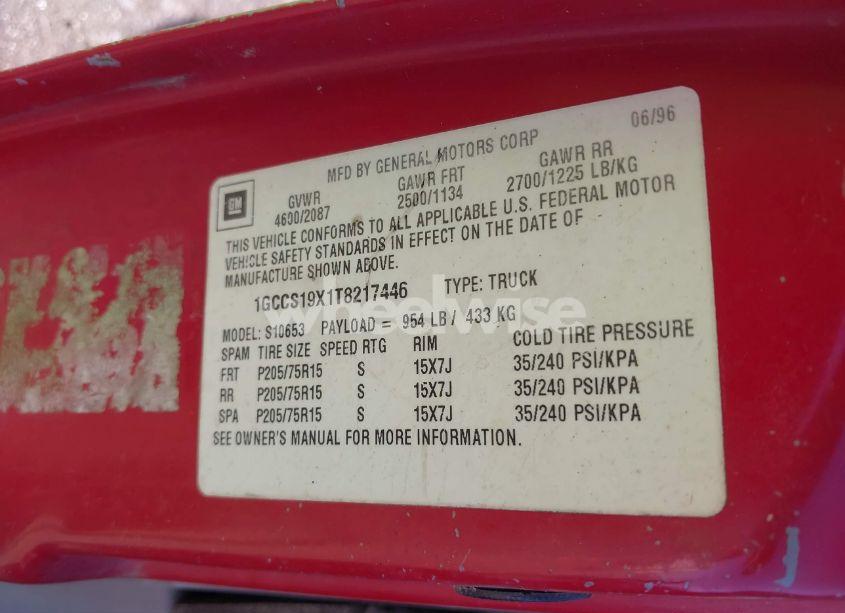 06/96
MFD BY GENERAL MOTORS CORP
GM
GVWR GAWR FRT GAWR RR
4600/2087 2500/1134 2700/1225 LB/KG
THIS VEHICLE CONFORMS TO ALL APPLICABLE U.S. FEDERAL MOTOR
VEHICLE SAFETY STANDARDS IN EFFECT ON THE DATE OF
MANUFACTURE SHOWN ABOVE.
1GCCS19X1T8217446 TYPE: TRUCK
wheelwise
MODEL: S10653 PAYLOAD = 954 LB / 433 KG
SPAM TIRE SIZE SPEED RTG RIM COLD TIRE PRESSURE
FRT P205/75R15 S 15X7J 35/240 PSI/KPA
RR P205/75R15 S 15X7J 35/240 PSI/KPA
SPA P205/75R15 S 15X7J 35/240 PSI/KPA
SEE OWNER'S MANUAL FOR MORE INFORMATION.